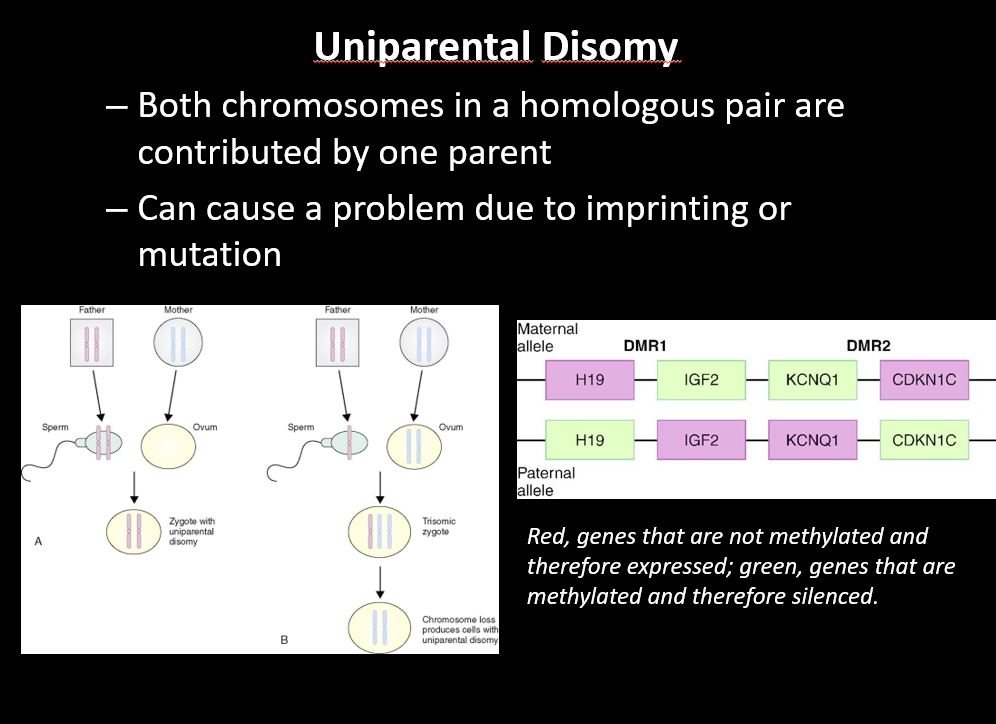 Uniparental Disomy
– Both chromosomes in a homologous pair are
contributed by one parent
– Can cause a problem due to imprinting or
mutation
Father
Mother
Sperm
Ovum
Zygote with
uniparental
disomy
A
Father
Mother
Sperm
Ovum
Trisomic
zygote
Chromosome loss
produces cells with
uniparental disomy
B
Maternal
allele
DMR1
DMR2
H19
IGF2
KCNQ1
CDKN1C
H19
IGF2
KCNQ1
CDKN1C
Paternal
allele
Red, genes that are not methylated and
therefore expressed; green, genes that are
methylated and therefore silenced.